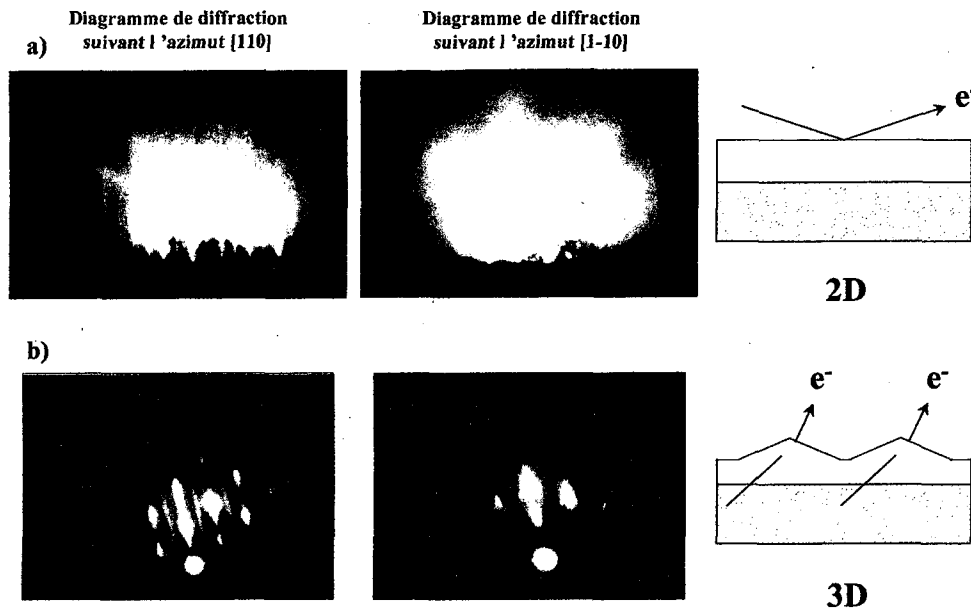 Diagramme de diffraction
suivant l 'azimut [110]
Diagramme de diffraction
suivant l 'azimut [1-10]
a)
e-
2D
b)
e-
e-
3D